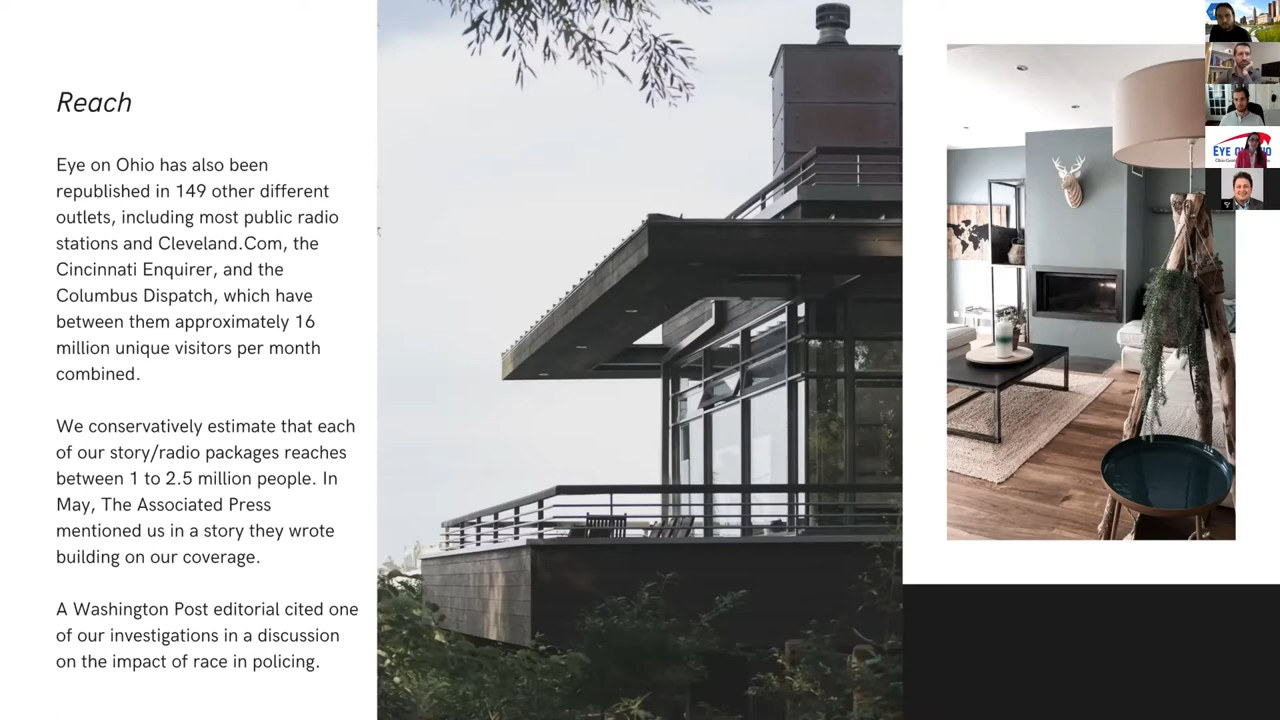 Reach
Eye on Ohio has also been
republished in 149 other different
outlets, including most public radio
stations and Cleveland.Com, the
Cincinnati Enquirer, and the
Columbus Dispatch, which have
between them approximately 16
million unique visitors per month
combined.
We conservatively estimate that each
of our story/radio packages reaches
between 1 to 2.5 million people. In
May, The Associated Press
mentioned us in a story they wrote
building on our coverage.
A Washington Post editorial cited one
of our investigations in a discussion
on the impact of race in policing.
EYE